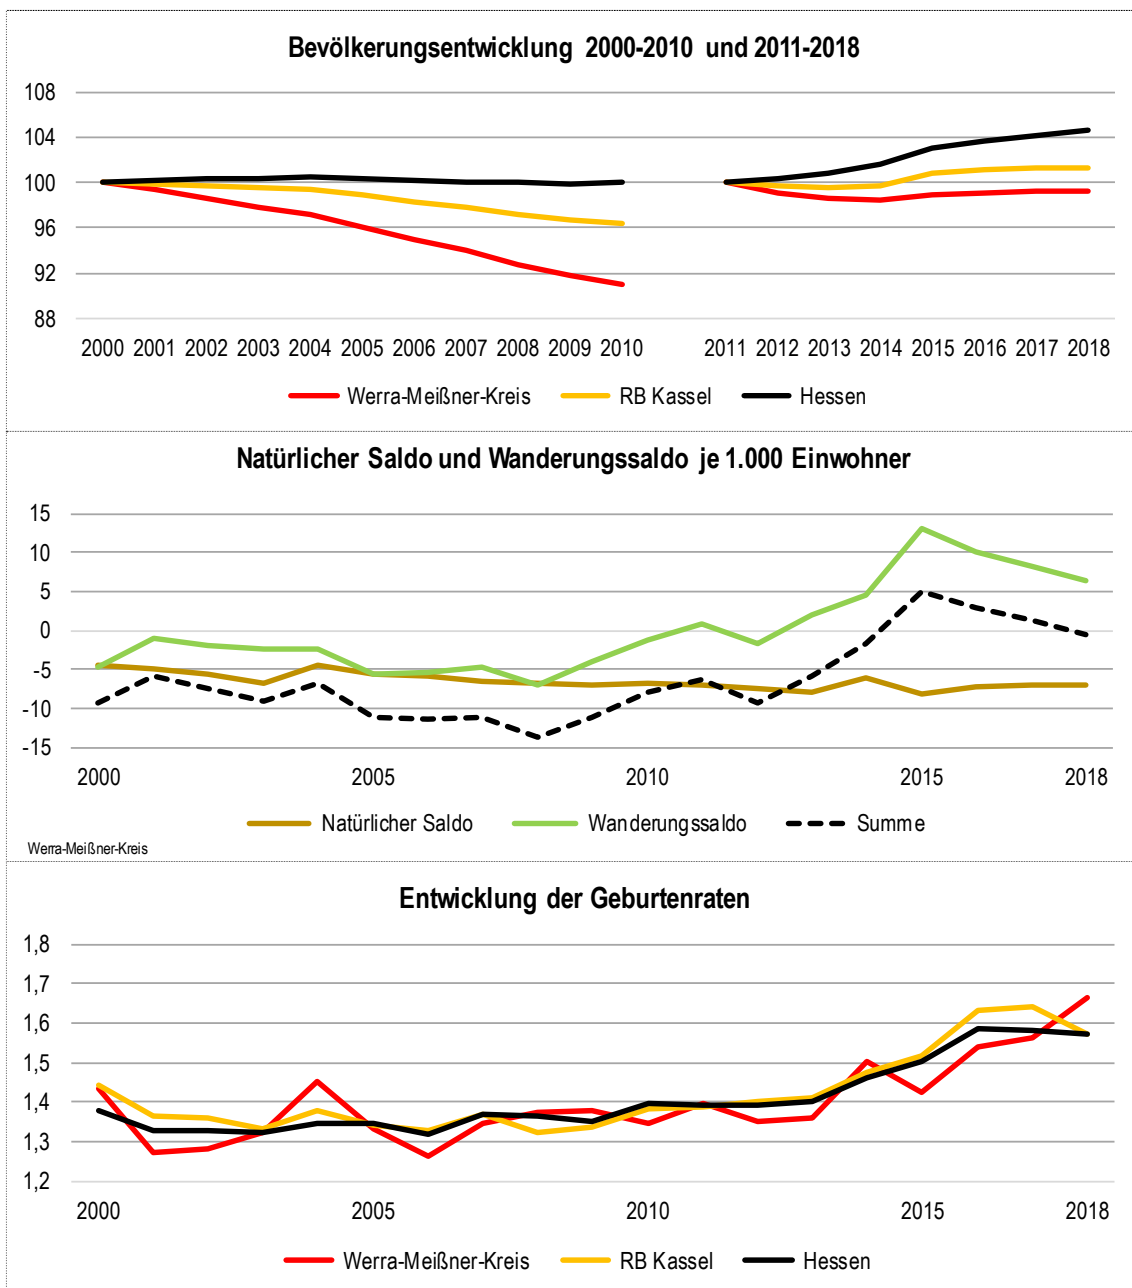 Bevölkerungsentwicklung 2000-2010 und 2011-2018
108
104
100
96
92
88
2000 2001 2002 2003 2004 2005 2006 2007 2008 2009 2010 2011 2012 2013 2014 2015 2016 2017 2018
Werra-Meißner-Kreis RB Kassel Hessen
Natürlicher Saldo und Wanderungssaldo je 1.000 Einwohner
15
10
5
0
-5
-10
-15
2000 2005 2010 2015 2018
Natürlicher Saldo Wanderungssaldo Summe
Werra-Meißner-Kreis
Entwicklung der Geburtenraten
1,8
1,7
1,6
1,5
1,4
1,3
1,2
2000 2005 2010 2015 2018
Werra-Meißner-Kreis RB Kassel Hessen